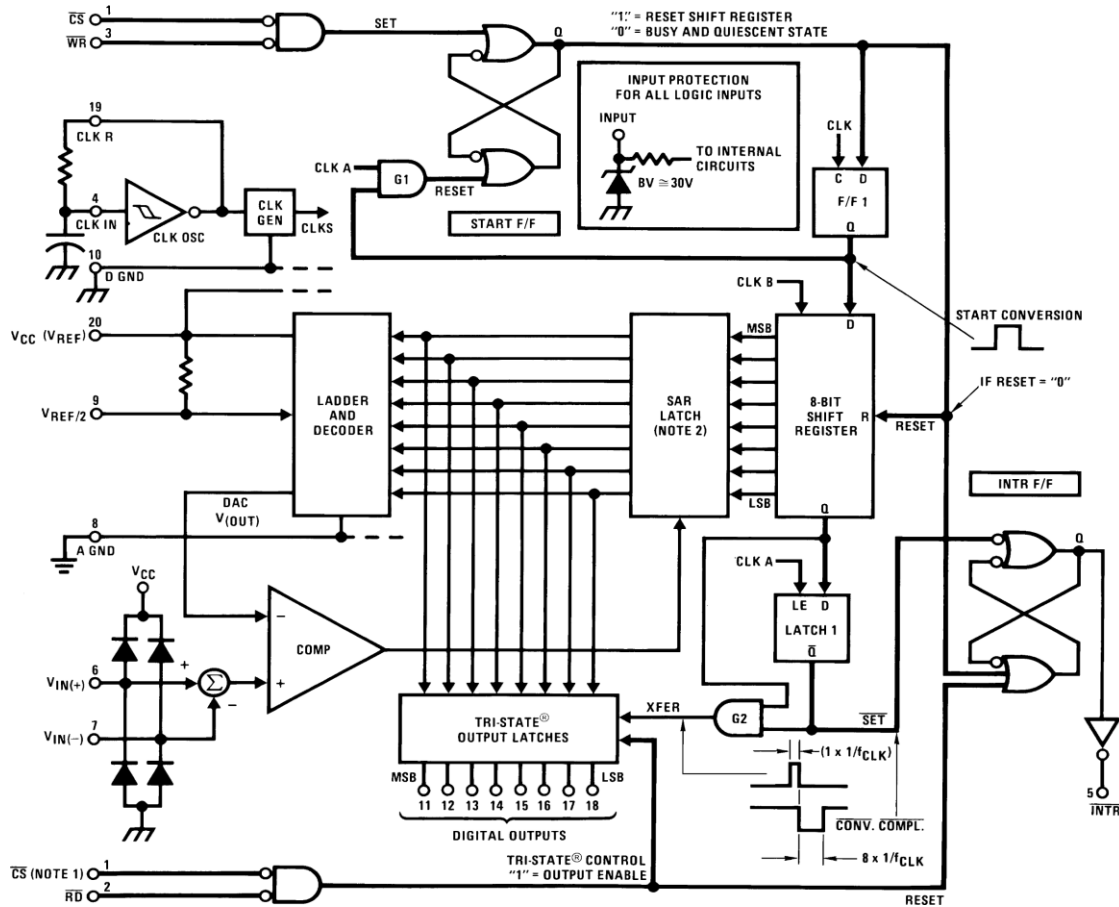 CS
1
WR
3
SET
Q
"1" = RESET SHIFT REGISTER
"0" = BUSY AND QUIESCENT STATE
INPUT PROTECTION
FOR ALL LOGIC INPUTS
INPUT
TO INTERNAL
CIRCUITS
BV ≅ 30V
19
CLK R
4
CLK IN
CLK OSC
CLK
GEN
CLKS
10
D GND
CLK A
G1
RESET
START F/F
CLK
C D
F/F 1
Q
CLK B
START CONVERSION
VCC (VREF)
20
9
VREF/2
LADDER
AND
DECODER
SAR
LATCH
(NOTE 2)
MSB
LSB
D
8-BIT
SHIFT
REGISTER
R
Q
RESET
IF RESET = "0"
INTR F/F
DAC
V(OUT)
8
A GND
VCC
6
VIN(+)
7
VIN(−)
+
Σ
−
−
+
COMP
CLK A
LE D
LATCH 1
Q
Q
XFER
G2
SET
TRI-STATE®
OUTPUT LATCHES
MSB
LSB
11 12 13 14 15 16 17 18
DIGITAL OUTPUTS
(1 x 1/fCLK)
CONV. COMPL.
8 x 1/fCLK
5
INTR
CS (NOTE 1)
1
RD
2
TRI-STATE® CONTROL
"1" = OUTPUT ENABLE
RESET